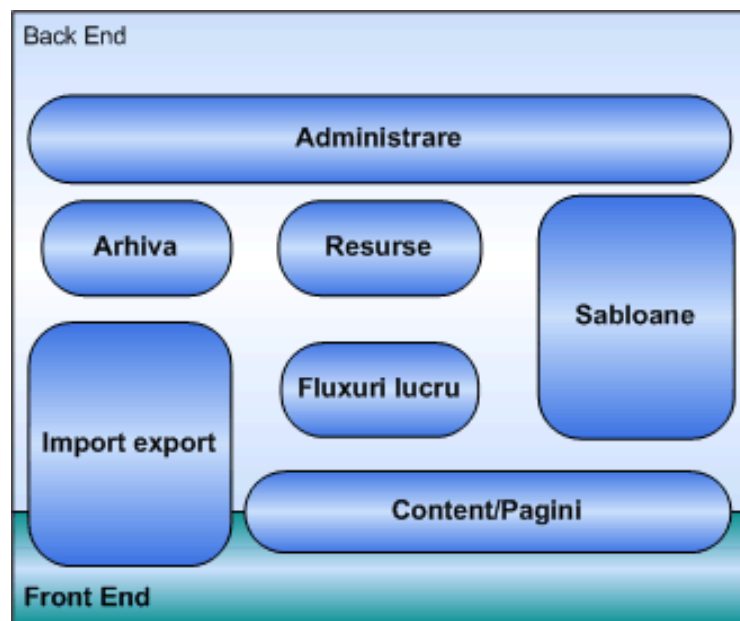 Back End
Administrare
Arhiva
Resurse
Sabloane
Fluxuri lucru
Import export
Content/Pagini
Front End